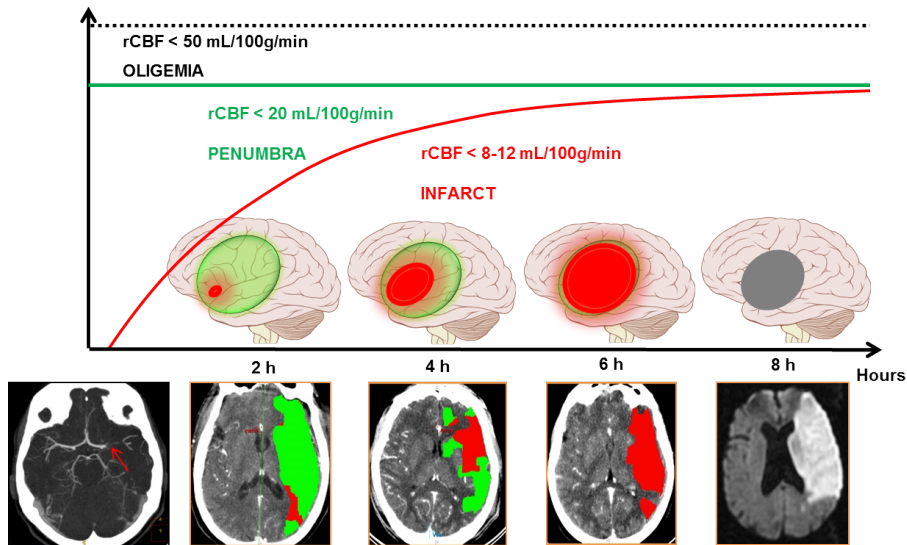 rCBF < 50 mL/100g/min
OLIGEMIA
rCBF < 20 mL/100g/min
PENUMBRA
rCBF < 8-12 mL/100g/min
INFARCT
2 h
4 h
6 h
8 h
Hours